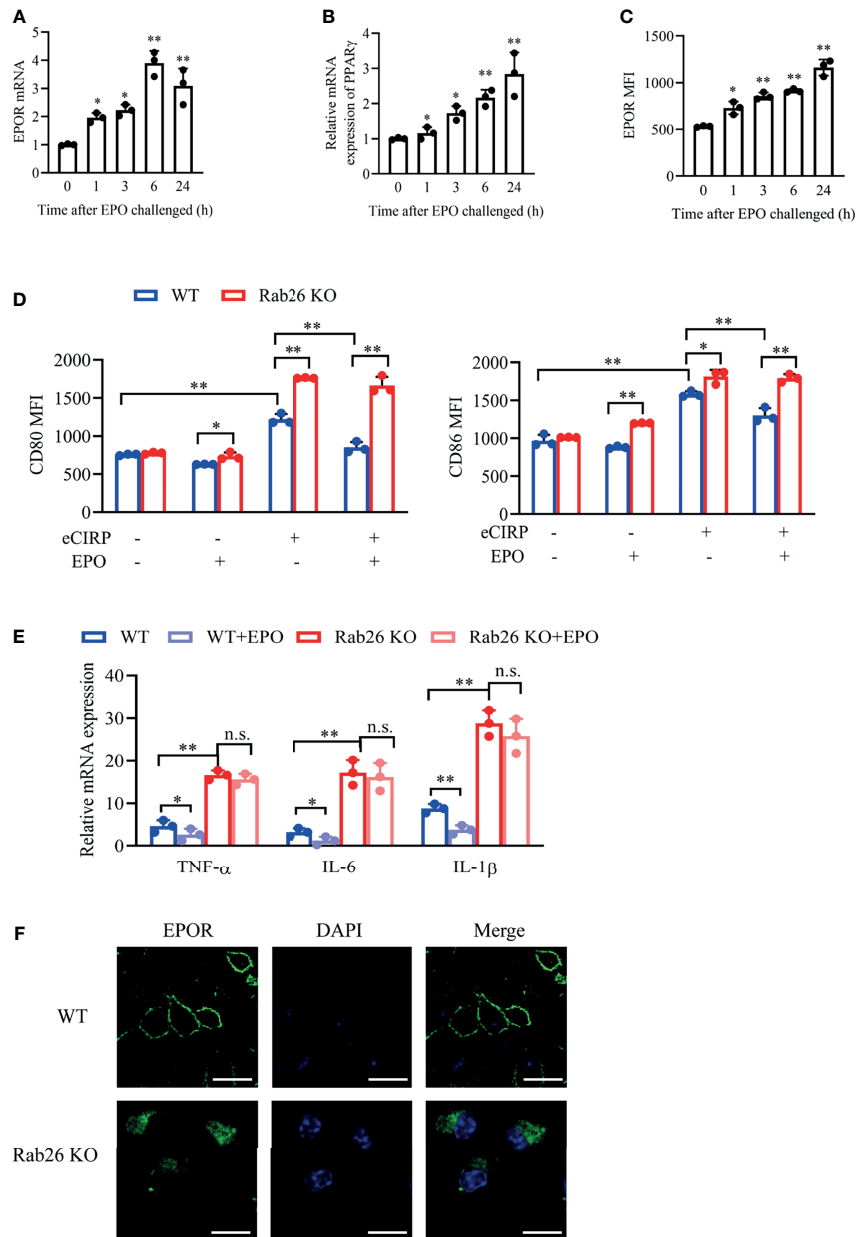 A
EPOR mRNA
5
4
3
2
1
0
* * ** **
0 1 3 6 24
Time after EPO challenged (h)
B
Relative mRNA
expression of PPARγ
4
3
2
1
0
* * ** **
0 1 3 6 24
Time after EPO challenged (h)
C
EPOR MFI
1500
1000
500
0
* ** ** **
0 1 3 6 24
Time after EPO challenged (h)
D
WT Rab26 KO
CD80 MFI
2000
1500
1000
500
0
**
** **
**
*
eCIRP - - + +
EPO - + - +
CD86 MFI
2000
1500
1000
500
0
**
** * **
**
eCIRP - - + +
EPO - + - +
E
WT WT+EPO Rab26 KO Rab26 KO+EPO
Relative mRNA expression
40
30
20
10
0
** n.s.
*
** n.s.
*
** n.s.
**
TNF-α IL-6 IL-1β
F
EPOR DAPI Merge
WT
Rab26 KO